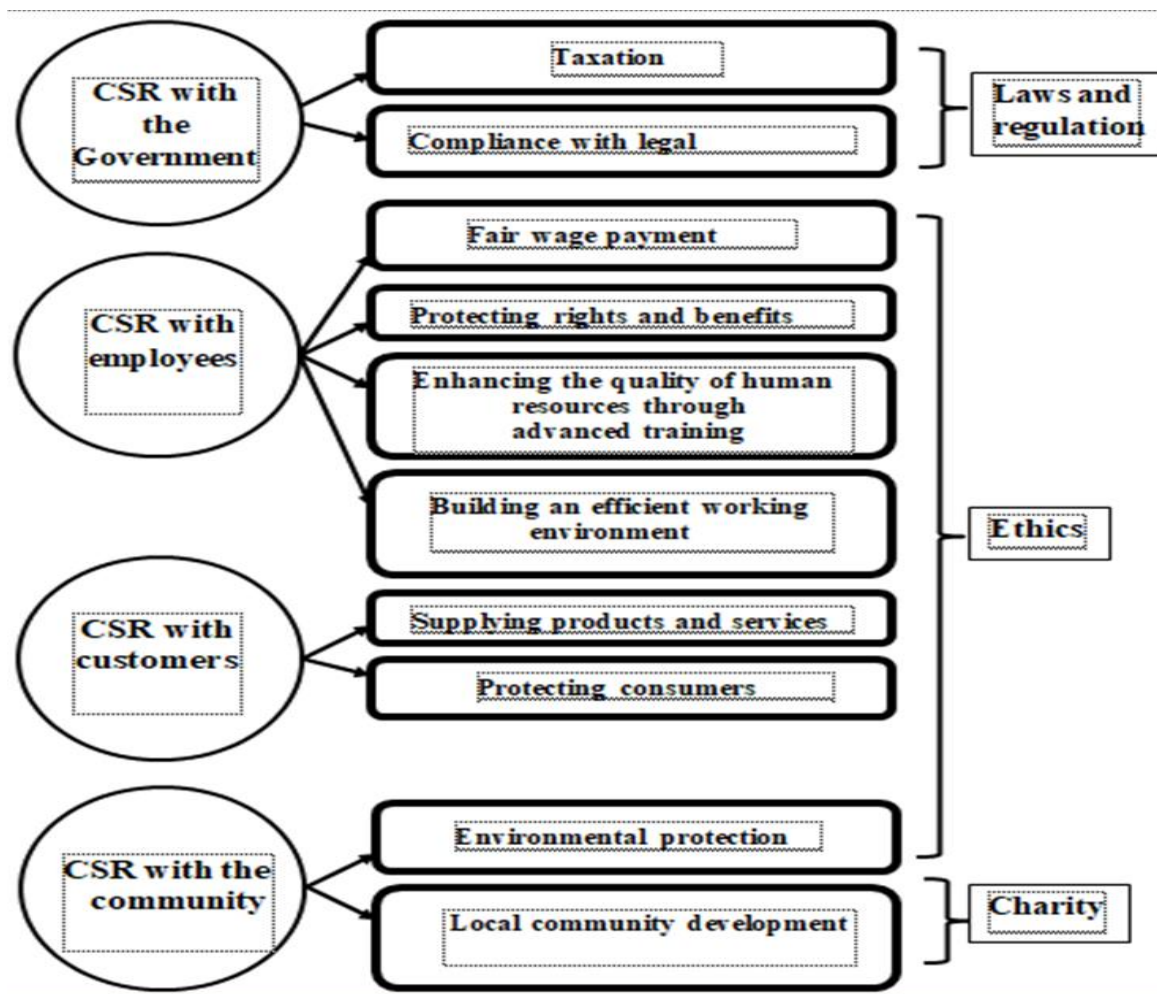 CSR with
the
Government
Taxation
Compliance with legal
Laws and
regulation
CSR with
employees
Fair wage payment
Protecting rights and benefits
Enhancing the quality of human
resources through
advanced training
Building an efficient working
environment
Ethics
CSR with
customers
Supplying products and services
Protecting consumers
CSR with the
community
Environmental protection
Local community development
Charity